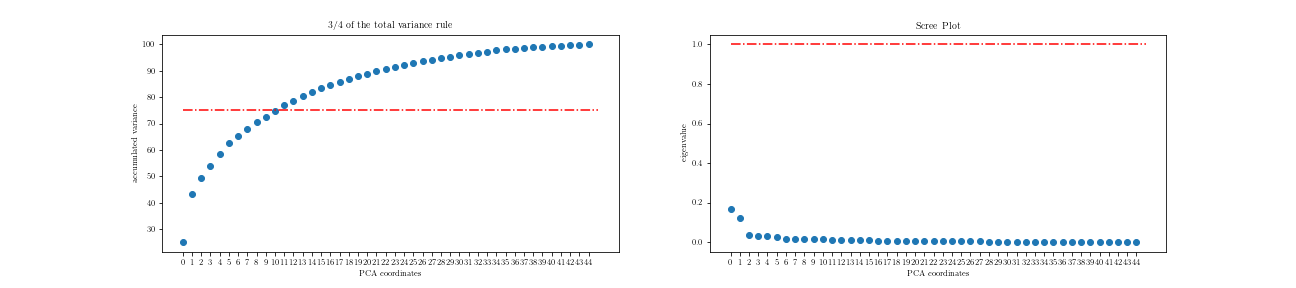 3/4 of the total variance rule
accumulated variance
100
90
80
70
60
50
40
30
0 1 2 3 4 5 6 7 8 9 10 11 12 13 14 15 16 17 18 19 20 21 22 23 24 25 26 27 28 29 30 31 32 33 34 35 36 37 38 39 40 41 42 43 44
PCA coordinates
Scree Plot
eigenvalue
1.0
0.8
0.6
0.4
0.2
0.0
0 1 2 3 4 5 6 7 8 9 10 11 12 13 14 15 16 17 18 19 20 21 22 23 24 25 26 27 28 29 30 31 32 33 34 35 36 37 38 39 40 41 42 43 44
PCA coordinates